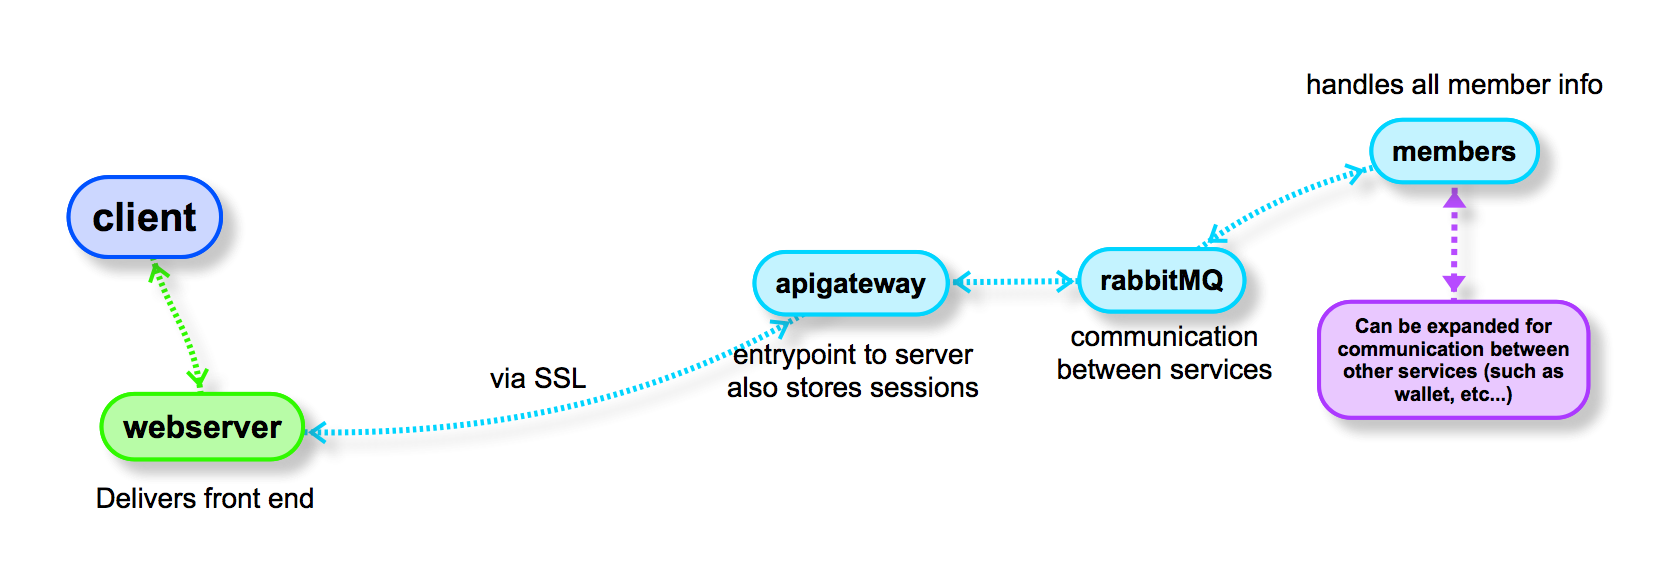 handles all member info
members
client
apigateway
rabbitMQ
Can be expanded for
communication between
other services (such as
wallet, etc...)
communication
between services
entrypoint to server
also stores sessions
via SSL
webserver
Delivers front end